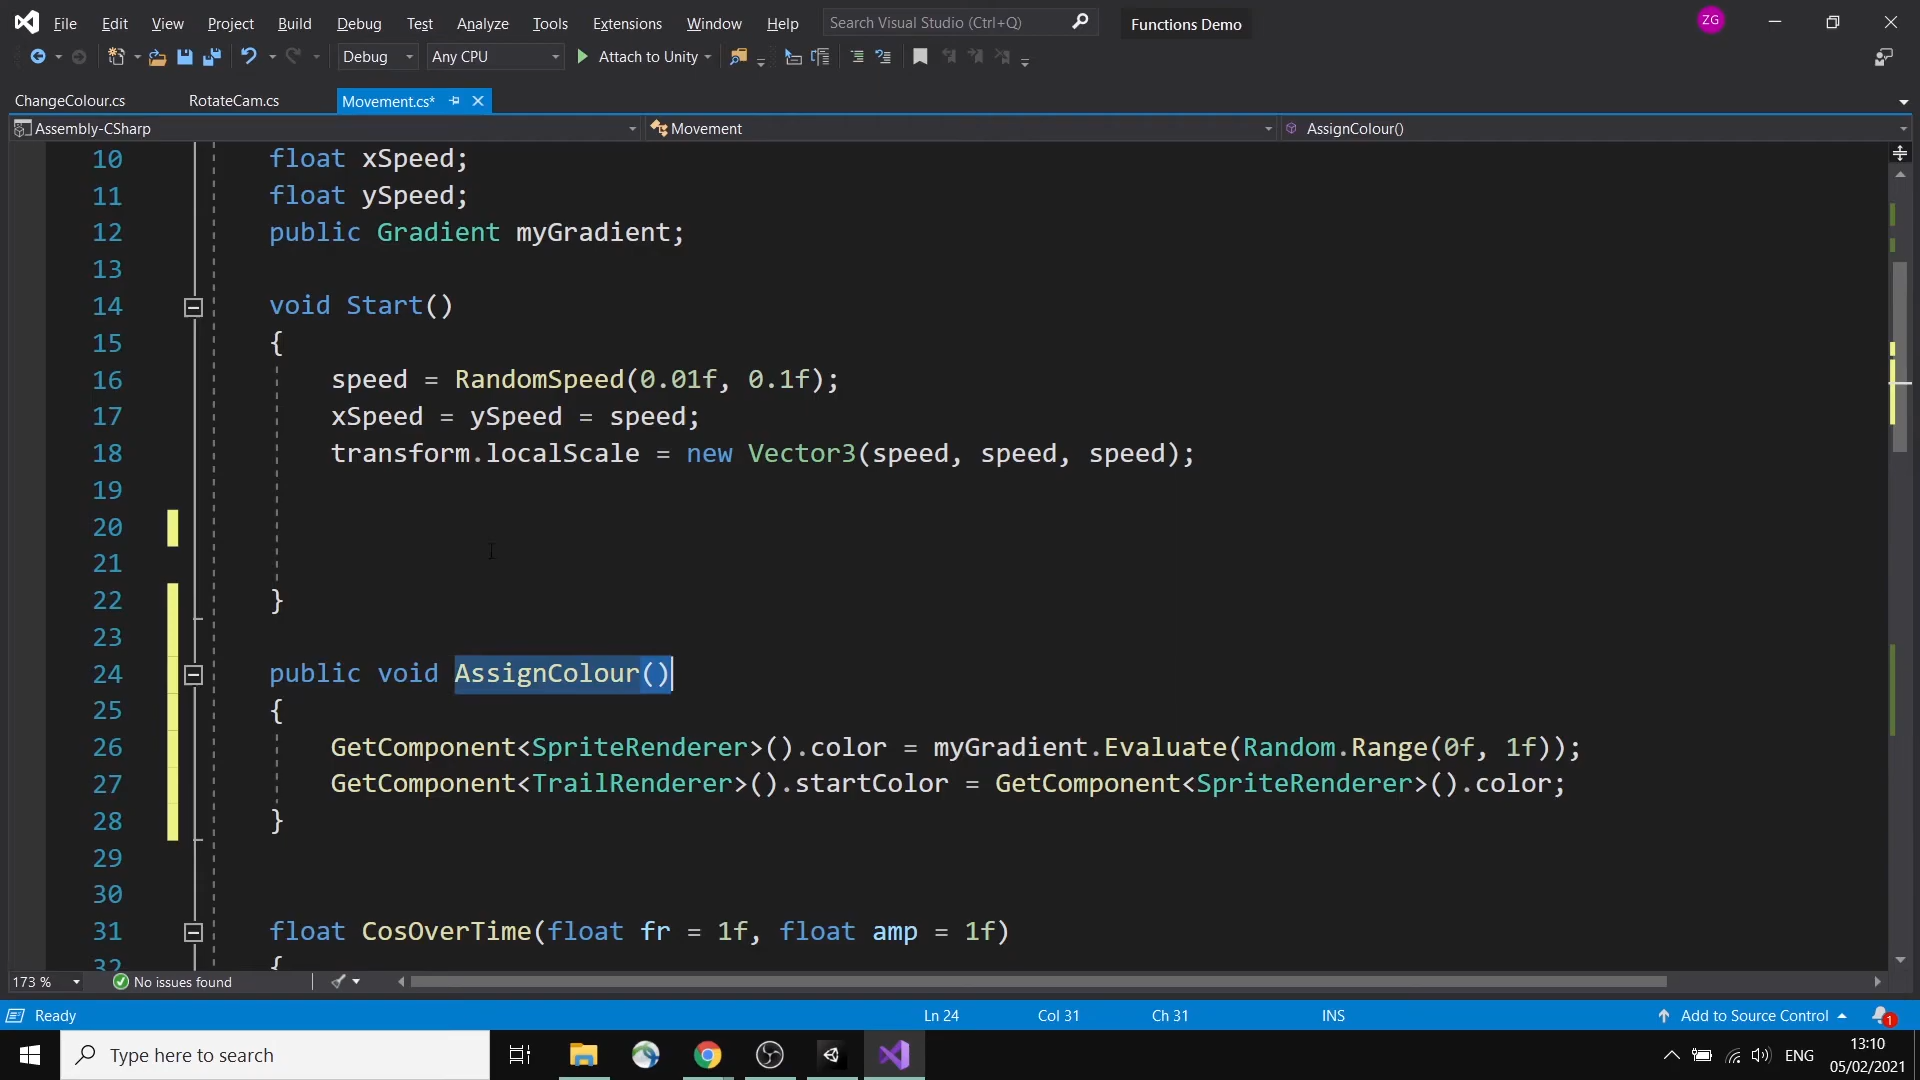 File Edit View Project Build Debug Test Analyze Tools Extensions Window Help Search Visual Studio (Ctrl+Q) Functions Demo ZG
Debug Any CPU Attach to Unity
ChangeColour.cs RotateCam.cs Movement.cs*
Assembly-CSharp Movement AssignColour()
10 float xSpeed;
11 float ySpeed;
12 public Gradient myGradient;
13
14 void Start()
15 {
16 speed = RandomSpeed(0.01f, 0.1f);
17 xSpeed = ySpeed = speed;
18 transform.localScale = new Vector3(speed, speed, speed);
19
20
21
22 }
23
24 public void AssignColour()
25 {
26 GetComponent<SpriteRenderer>().color = myGradient.Evaluate(Random.Range(0f, 1f));
27 GetComponent<TrailRenderer>().startColor = GetComponent<SpriteRenderer>().color;
28 }
29
30
31 float CosOverTime(float fr = 1f, float amp = 1f)
32 {
173 % No issues found
Ready Ln 24 Col 31 Ch 31 INS Add to Source Control 1
Type here to search ENG 13:10
05/02/2021